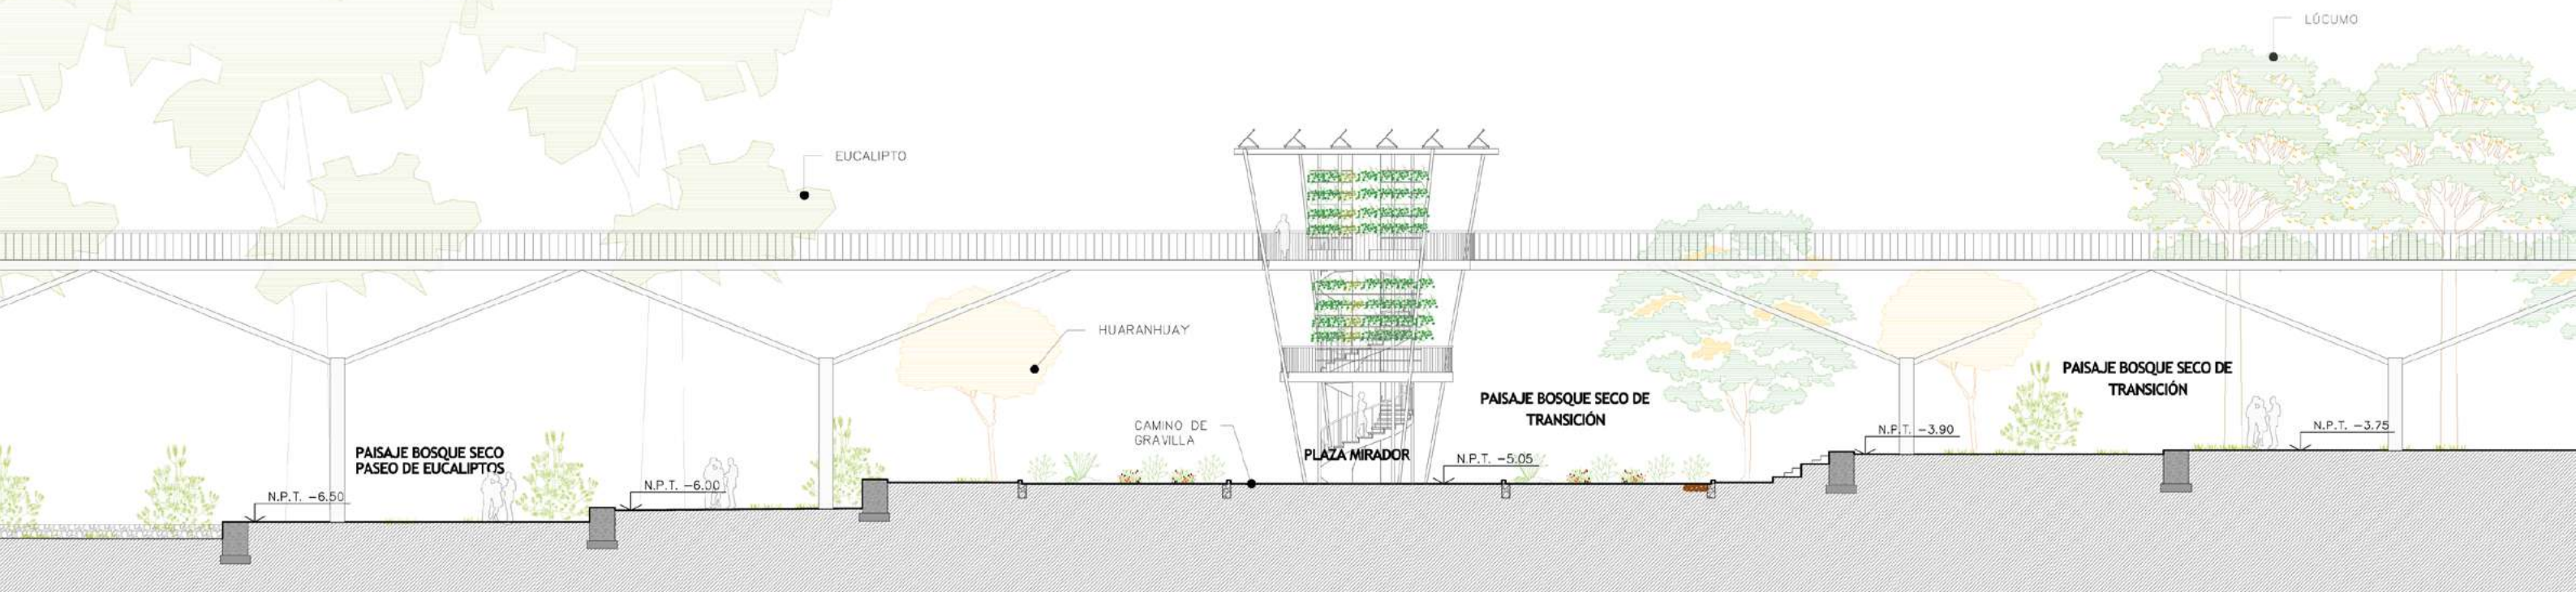 LÚCUMO
EUCALIPTO
HUARANHUAY
PAISAJE BOSQUE SECO DE
TRANSICIÓN
PAISAJE BOSQUE SECO DE
TRANSICIÓN
CAMINO DE
GRAVILLA
N.P.T. -3.90
N.P.T. -3.75
PAISAJE BOSQUE SECO
PASEO DE EUCALIPTOS
PLAZA MIRADOR
N.P.T. -5.05
N.P.T. -6.50
N.P.T. -6.00